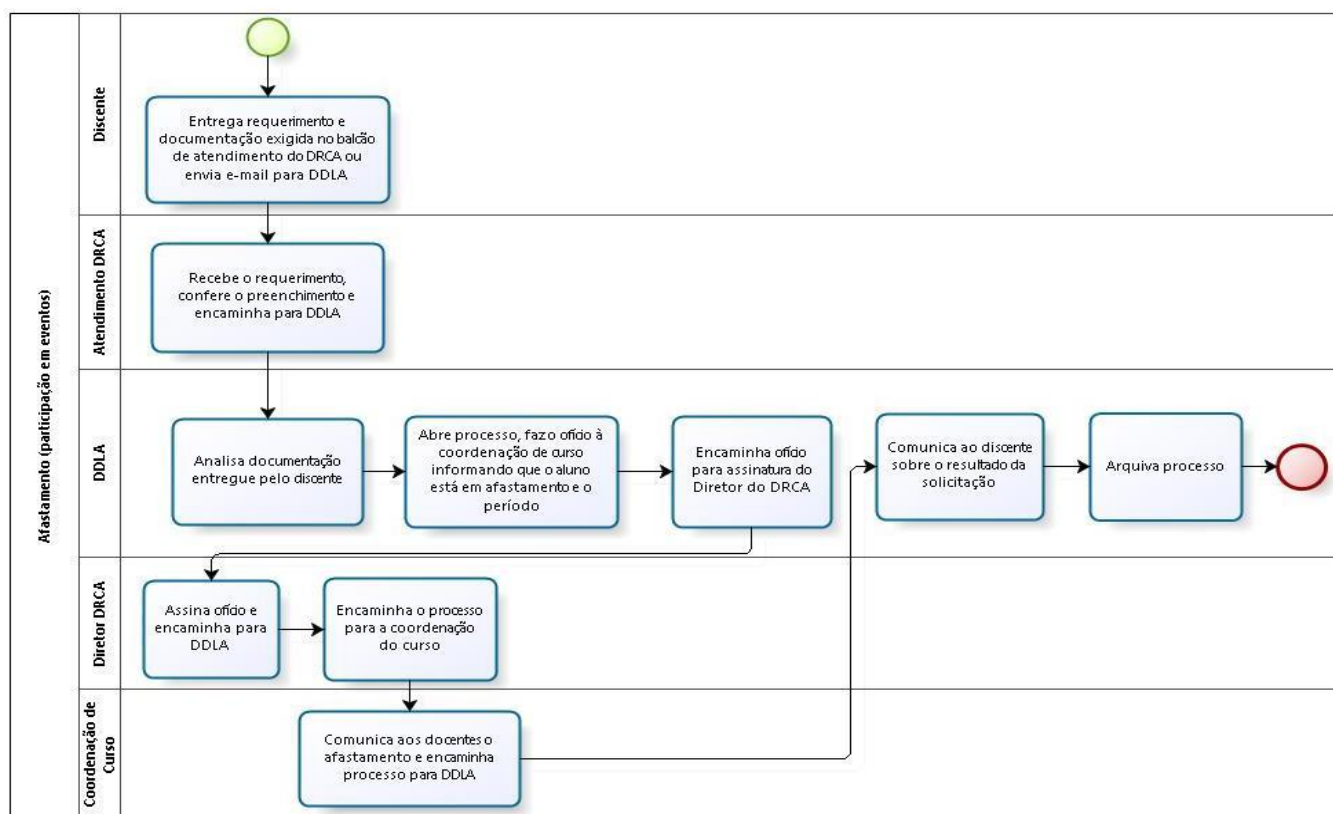 Afastamento (participação em eventos)
Discente
Entrega requerimento e
documentação exigida no balcão
de atendimento do DRCA ou
envia e-mail para DDLA
Atendimento DRCA
Recebe o requerimento,
confere o preenchimento e
encaminha para DDLA
DDLA
Analisa documentação
entregue pelo discente
Abre processo, fazo ofício à
coordenação de curso
informando que o aluno
está em afastamento e o
período
Encaminha ofício
para assinatura do
Diretor do DRCA
Comunica ao discente
sobre o resultado da
solicitação
Arquiva processo
Diretor DRCA
Assina ofício e
encaminha para
DDLA
Encaminha o processo
para a coordenação
do curso
Coordenação de
Curso
Comunica aos docentes o
afastamento e encaminha
processo para DDLA